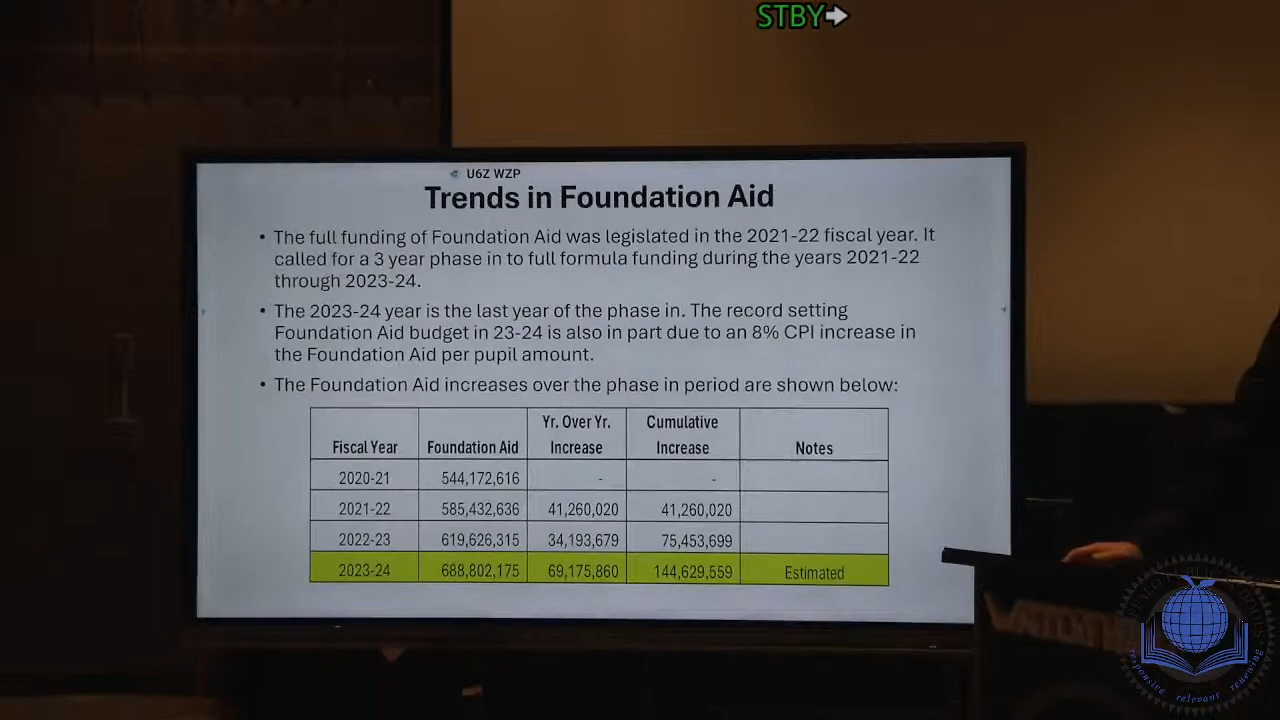 STBY
U6Z WZP
Trends in Foundation Aid
• The full funding of Foundation Aid was legislated in the 2021-22 fiscal year. It
called for a 3 year phase in to full formula funding during the years 2021-22
through 2023-24.
• The 2023-24 year is the last year of the phase in. The record setting
Foundation Aid budget in 23-24 is also in part due to an 8% CPI increase in
the Foundation Aid per pupil amount.
• The Foundation Aid increases over the phase in period are shown below:
Fiscal Year Foundation Aid Yr. Over Yr. Increase Cumulative Increase Notes
2020-21 544,172,616 - -
2021-22 585,432,636 41,260,020 41,260,020
2022-23 619,626,315 34,193,679 75,453,699
2023-24 688,802,175 69,175,860 144,629,559 Estimated
responsive relevant renewing